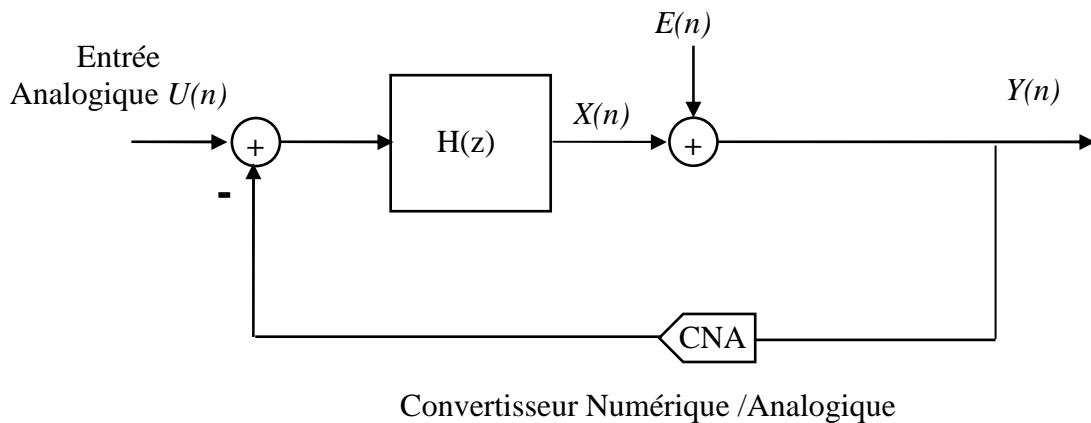 E(n)
Entrée
Analogique U(n)
X(n)
Y(n)
+
H(z)
+
-
CNA
Convertisseur Numérique /Analogique